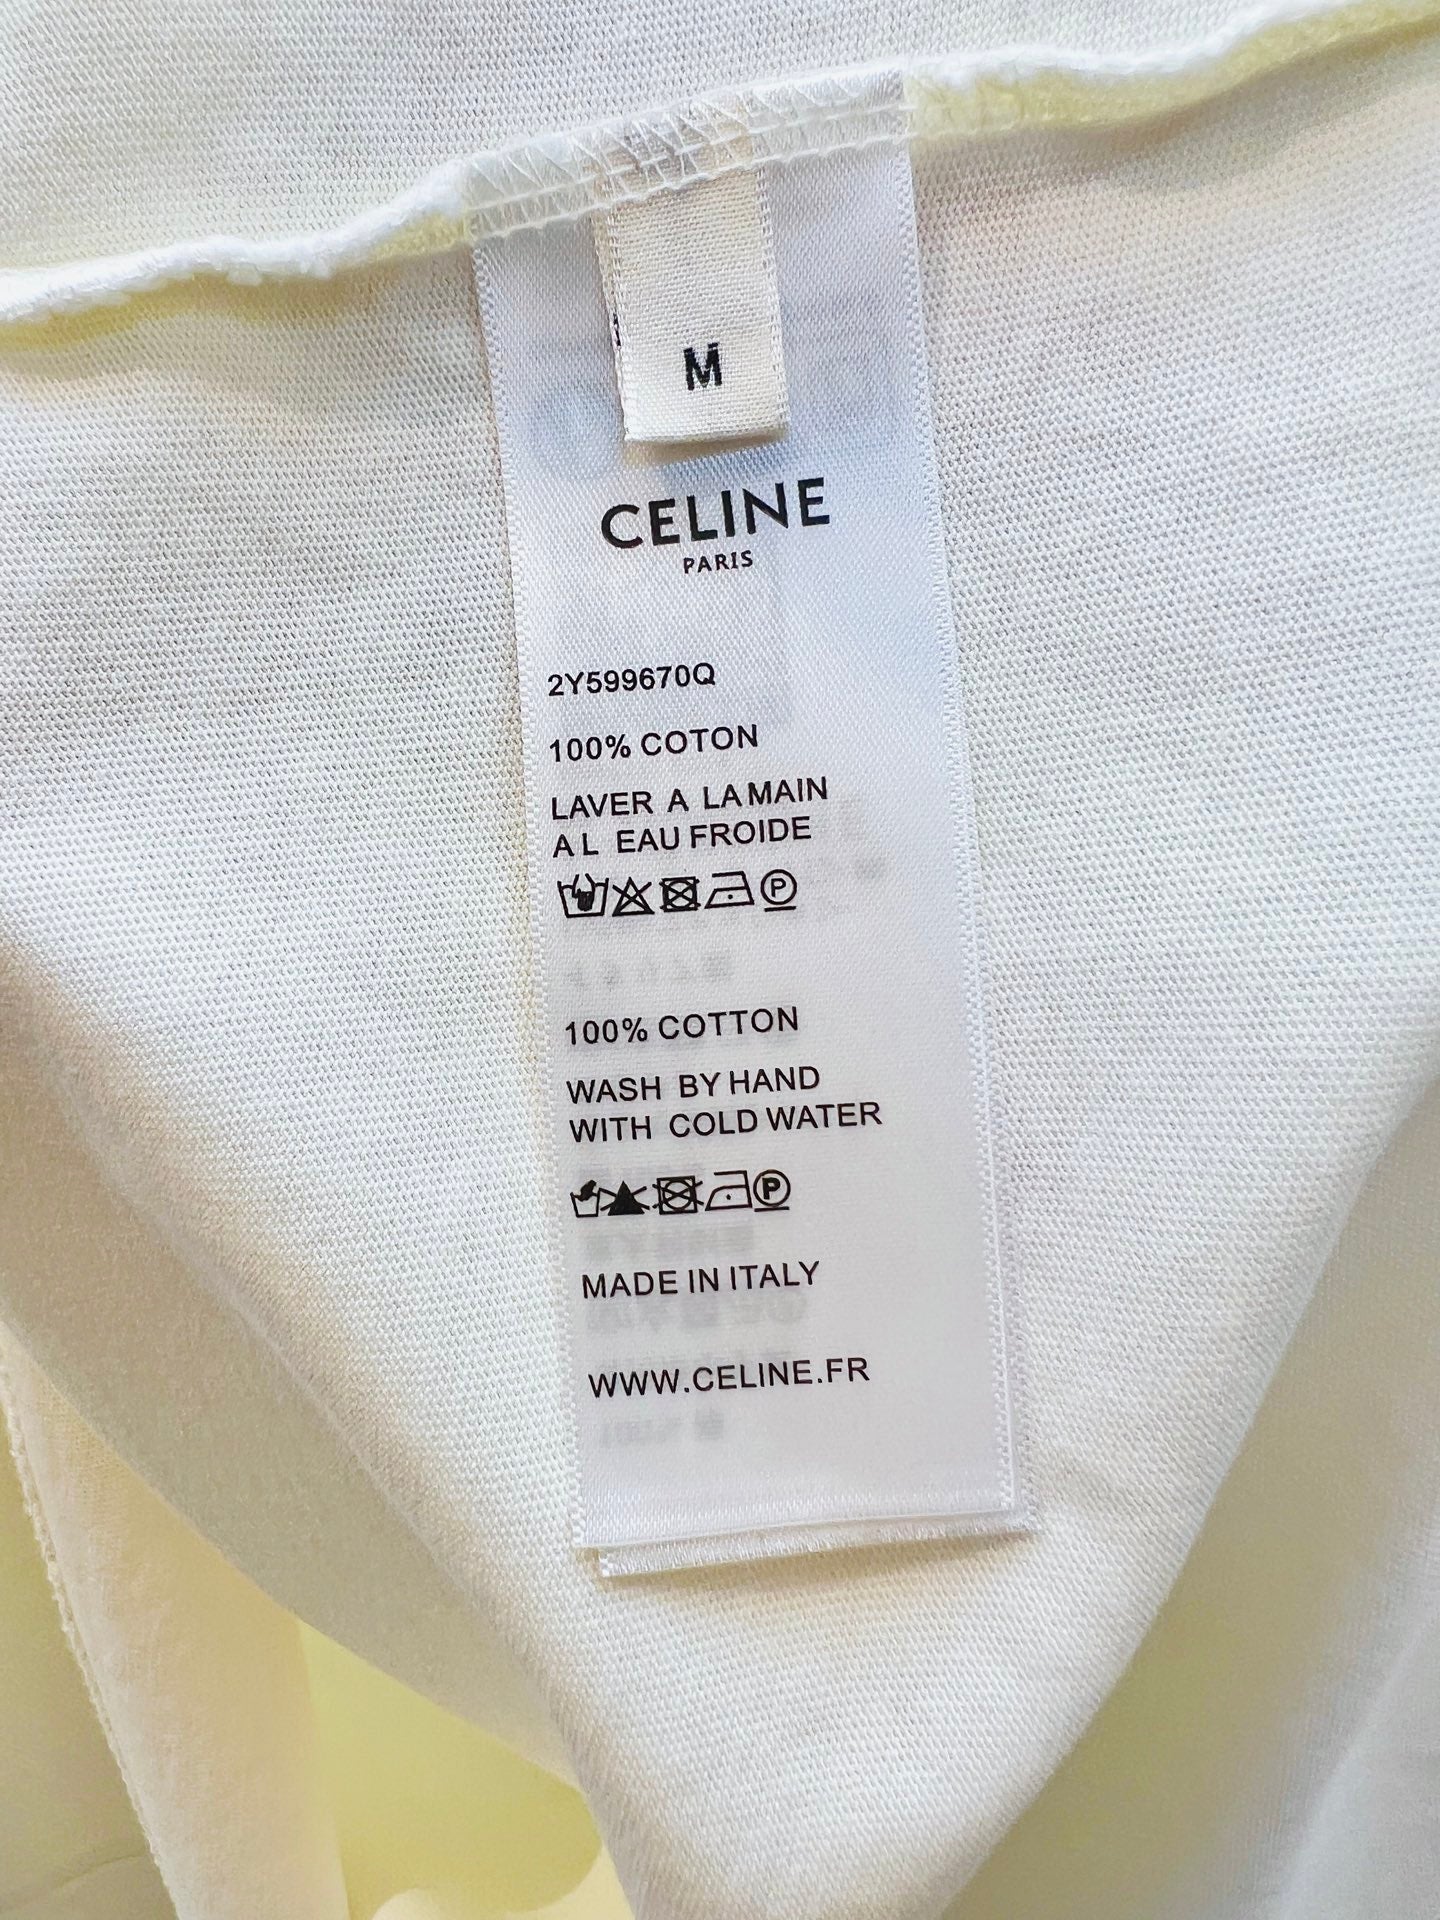 M
CELINE
PARIS
2Y599670Q
100% COTON
LAVER A LA MAIN
A L EAU FROIDE
P
100% COTTON
WASH BY HAND
WITH COLD WATER
P
MADE IN ITALY
WWW.CELINE.FR